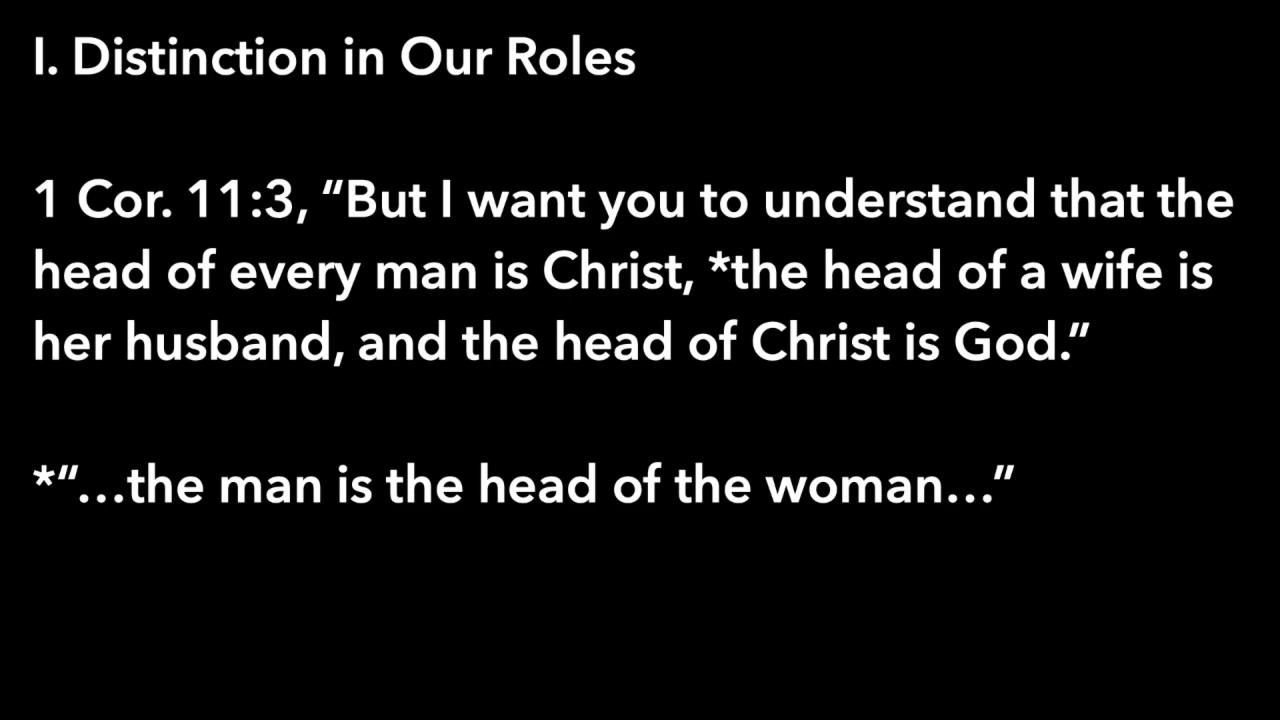 I. Distinction in Our Roles
1 Cor. 11:3, “But I want you to understand that the
head of every man is Christ, *the head of a wife is
her husband, and the head of Christ is God.”
*“…the man is the head of the woman…”